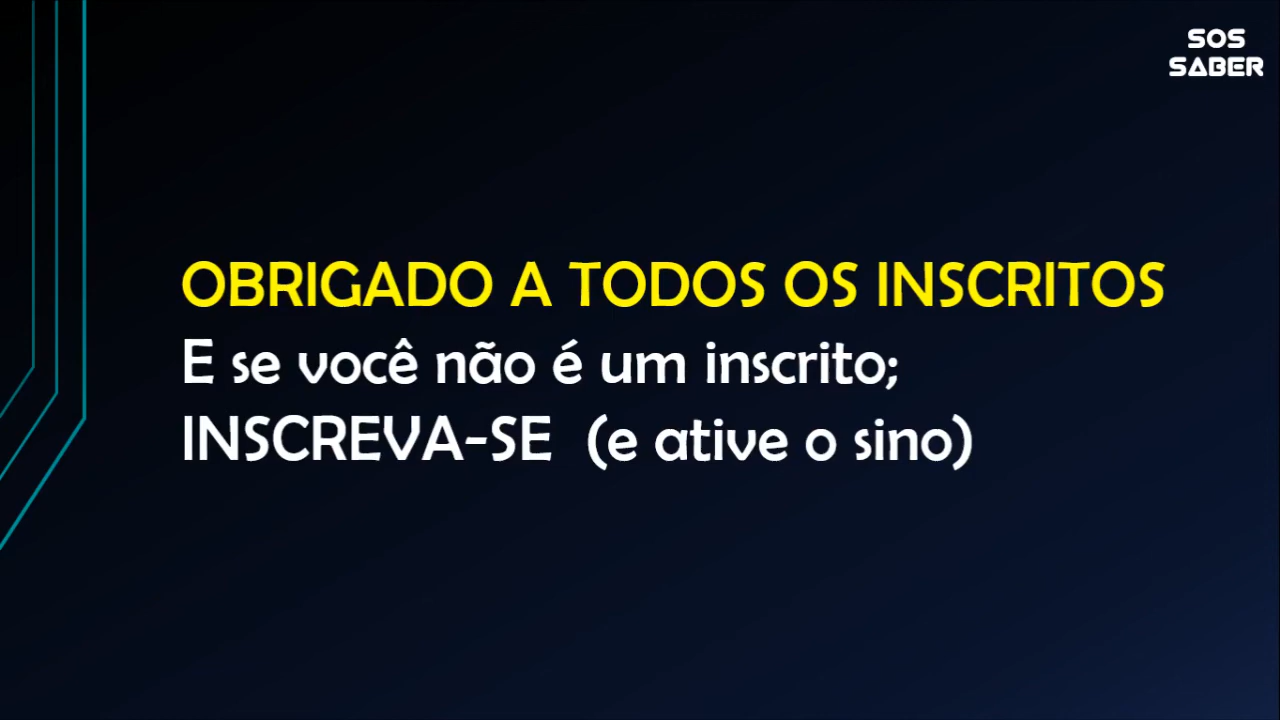 SOS
SABER
OBRIGADO A TODOS OS INSCRITOS
E se você não é um inscrito;
INSCREVA-SE (e ative o sino)